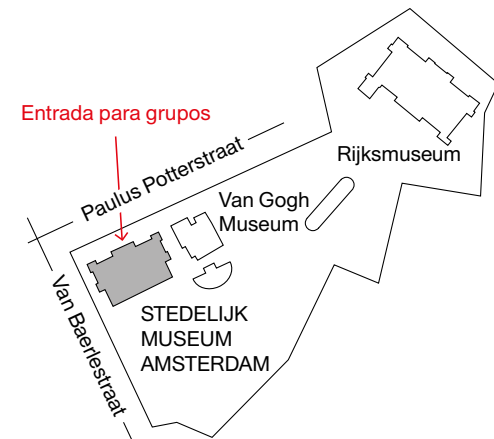 Entrada para grupos
Paulus Potterstraat
Rijksmuseum
Van Gogh
Museum
STEDELIJK
MUSEUM
AMSTERDAM
Van Baerlestraat